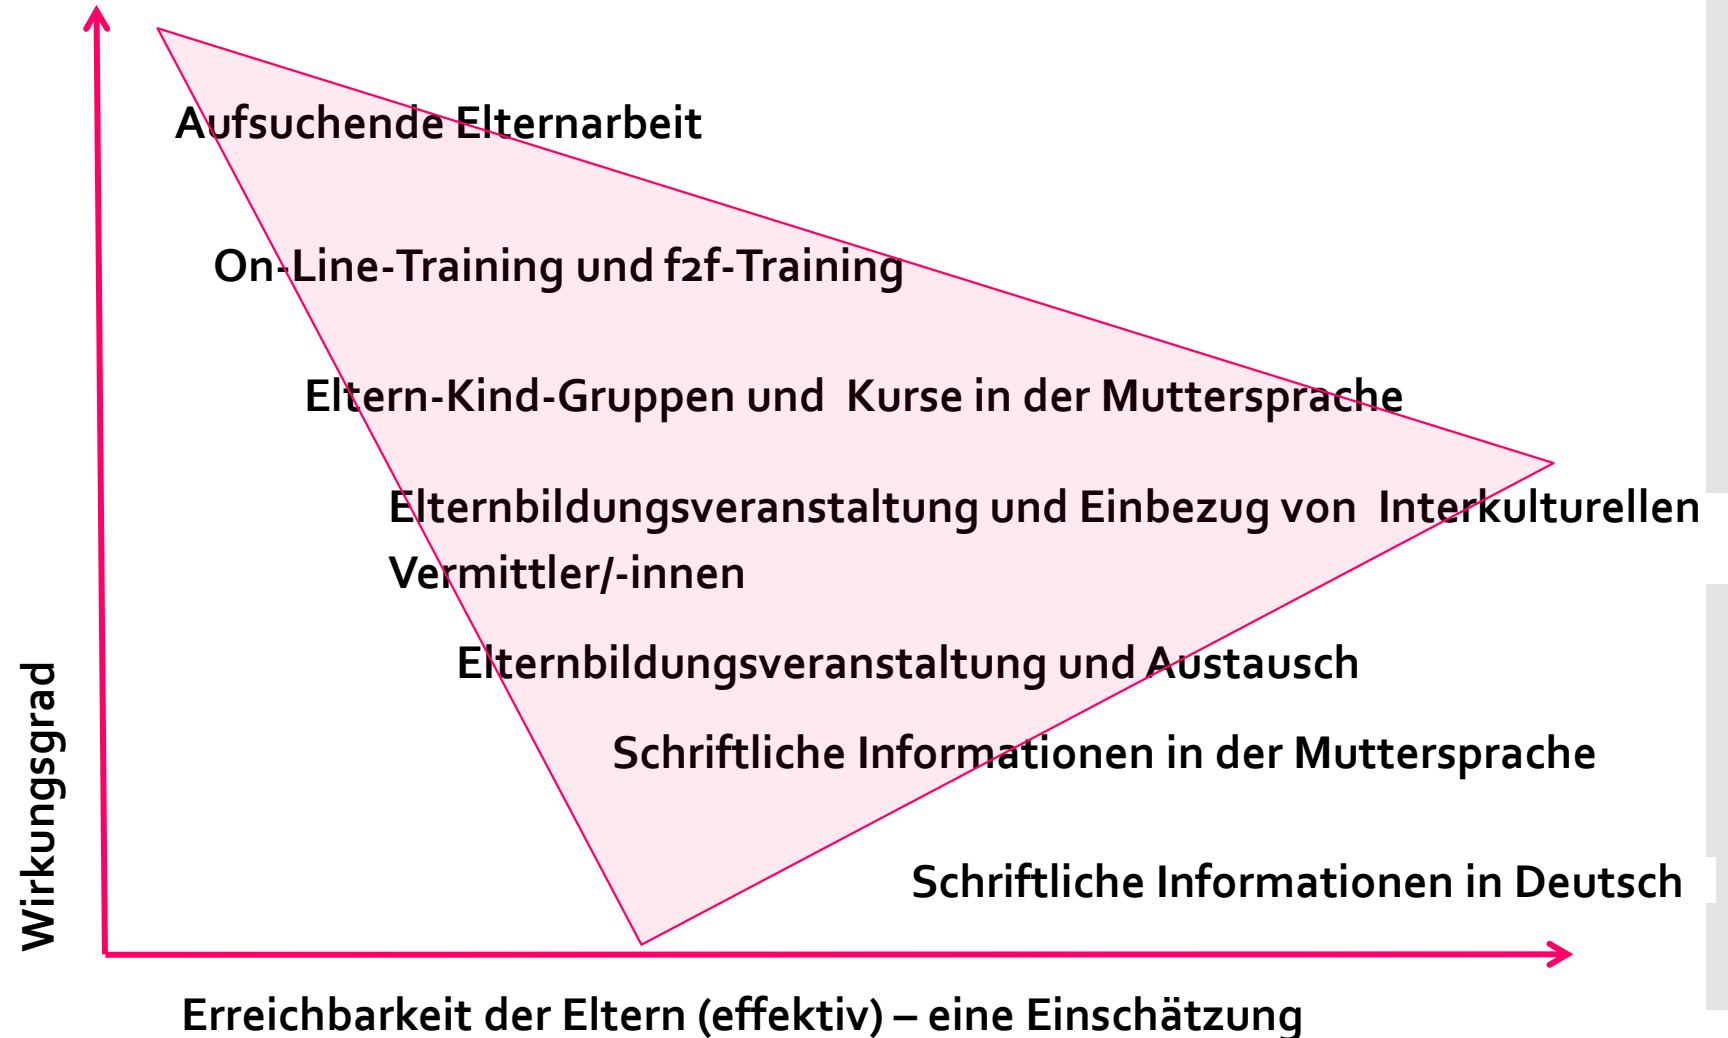 Aufsuchende Elternarbeit
On-Line-Training und f2f-Training
Eltern-Kind-Gruppen und Kurse in der Muttersprache
Elternbildungsveranstaltung und Einbezug von Interkulturellen
Vermittler/-innen
Elternbildungsveranstaltung und Austausch
Schriftliche Informationen in der Muttersprache
Schriftliche Informationen in Deutsch
Wirkungsgrad
Erreichbarkeit der Eltern (effektiv) – eine Einschätzung